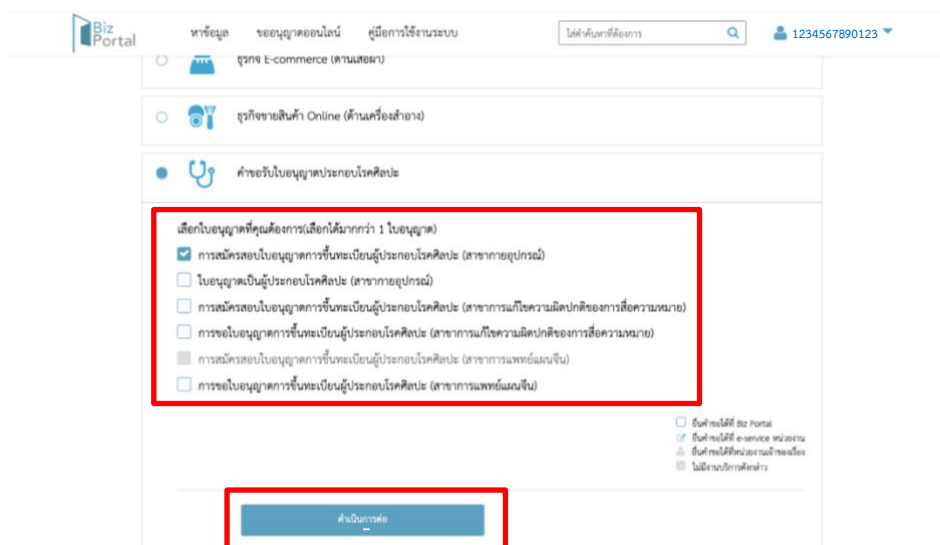 Biz
Portal
หาข้อมูล ขออนุญาตออนไลน์ คู่มือการใช้งานระบบ ใส่คำค้นหาที่ต้องการ 1234567890123
ธุรกิจ E-commerce (ด้านเสื้อผ้า)
ธุรกิจขายสินค้า Online (ด้านเครื่องสำอาง)
คำขอรับใบอนุญาตประกอบโรคศิลปะ
เลือกใบอนุญาตที่คุณต้องการ(เลือกได้มากกว่า 1 ใบอนุญาต)
การสมัครสอบใบอนุญาตการขึ้นทะเบียนผู้ประกอบโรคศิลปะ (สาขากายอุปกรณ์)
ใบอนุญาตเป็นผู้ประกอบโรคศิลปะ (สาขากายอุปกรณ์)
การสมัครสอบใบอนุญาตการขึ้นทะเบียนผู้ประกอบโรคศิลปะ (สาขาการแก้ไขความผิดปกติของการสื่อความหมาย)
การขอใบอนุญาตการขึ้นทะเบียนผู้ประกอบโรคศิลปะ (สาขาการแก้ไขความผิดปกติของการสื่อความหมาย)
การสมัครสอบใบอนุญาตการขึ้นทะเบียนผู้ประกอบโรคศิลปะ (สาขาการแพทย์แผนจีน)
การขอใบอนุญาตการขึ้นทะเบียนผู้ประกอบโรคศิลปะ (สาขาการแพทย์แผนจีน)
ยื่นคำขอได้ที่ Biz Portal
ยื่นคำขอได้ที่ e-service หน่วยงาน
ยื่นคำขอได้ที่หน่วยงานเจ้าของเรื่อง
ไม่มีงานบริการดังกล่าว
ดำเนินการต่อ